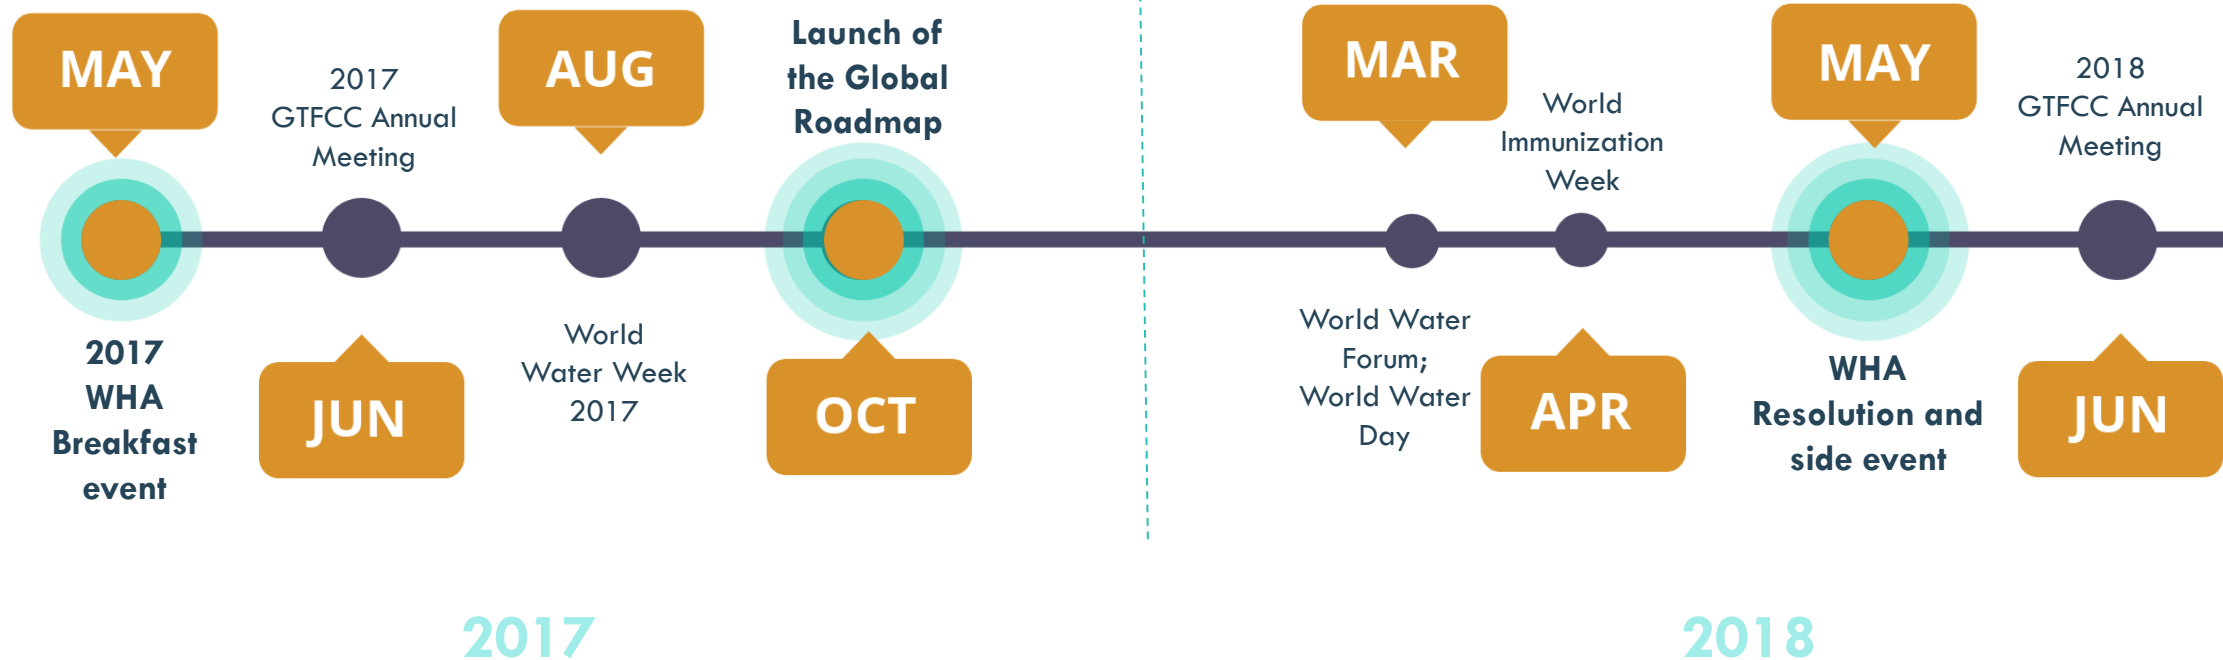 MAY
2017
WHA
Breakfast
event
2017
GTFCC Annual
Meeting
JUN
AUG
World
Water Week
2017
Launch of
the Global
Roadmap
OCT
MAR
World Water
Forum;
World Water
Day
World
Immunization
Week
APR
MAY
WHA
Resolution and
side event
2018
GTFCC Annual
Meeting
JUN
2017
2018